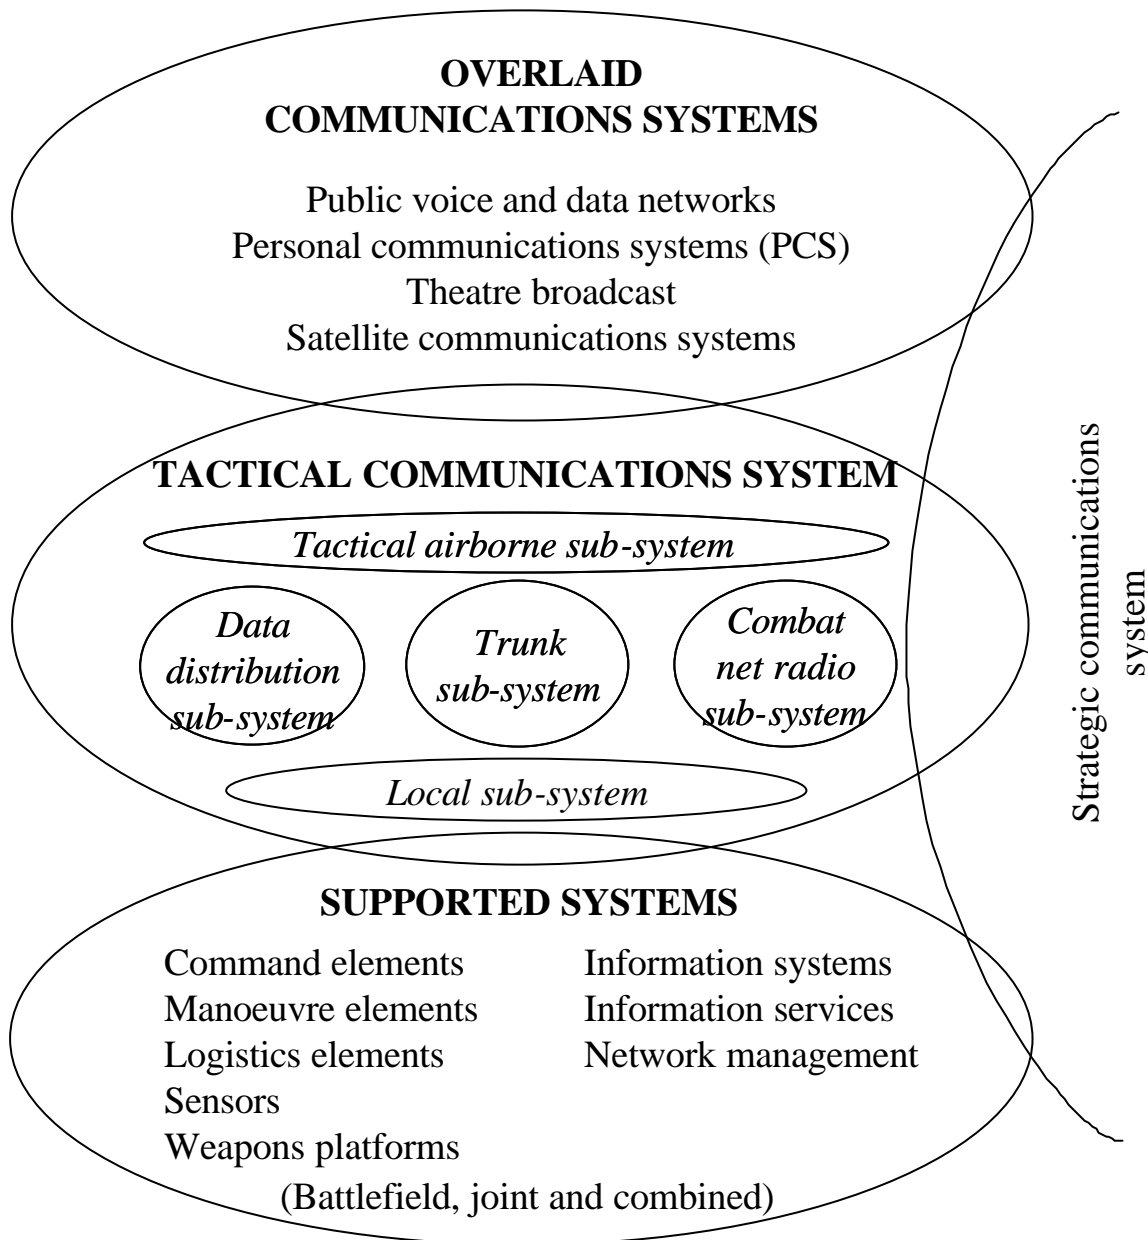 OVERLAID
COMMUNICATIONS SYSTEMS
Public voice and data networks
Personal communications systems (PCS)
Theatre broadcast
Satellite communications systems
TACTICAL COMMUNICATIONS SYSTEM
Tactical airborne sub-system
Data
distribution
sub-system
Trunk
sub-system
Combat
net radio
sub-system
Local sub-system
SUPPORTED SYSTEMS
Command elements
Manoeuvre elements
Logistics elements
Sensors
Weapons platforms
Information systems
Information services
Network management
(Battlefield, joint and combined)
Strategic communications
system